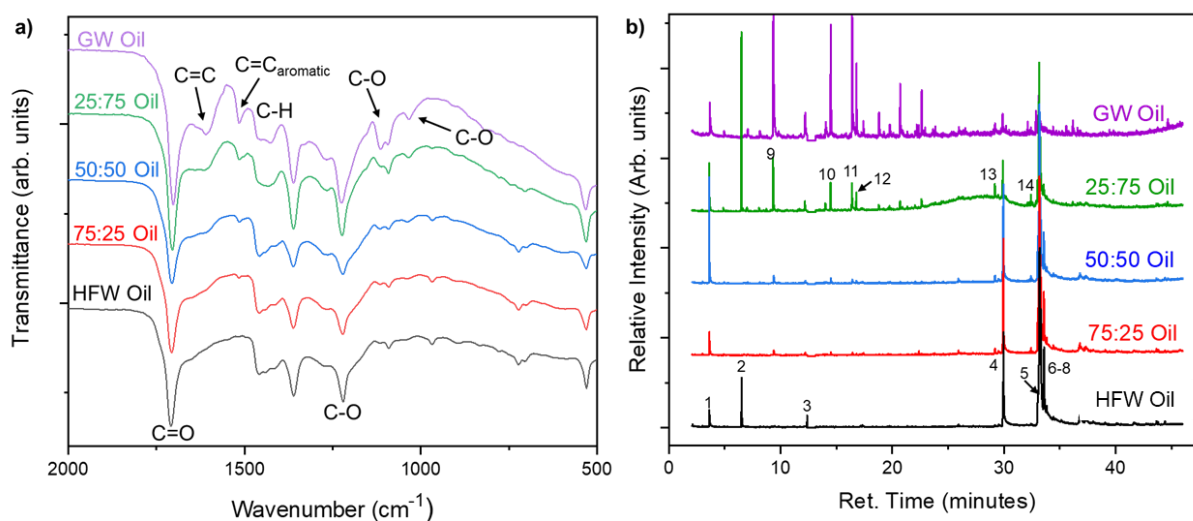 a)
GW Oil
C=C
C=C aromatic
C-H
C-O
C-O
25:75 Oil
50:50 Oil
75:25 Oil
HFW Oil
C=O
C-O
Transmittance (arb. units)
2000
1500
1000
500
Wavenumber (cm⁻¹)
b)
GW Oil
9
10
11
12
13
14
25:75 Oil
50:50 Oil
75:25 Oil
1
2
3
4
5
6-8
HFW Oil
Relative Intensity (Arb. units)
0
10
20
30
40
Ret. Time (minutes)